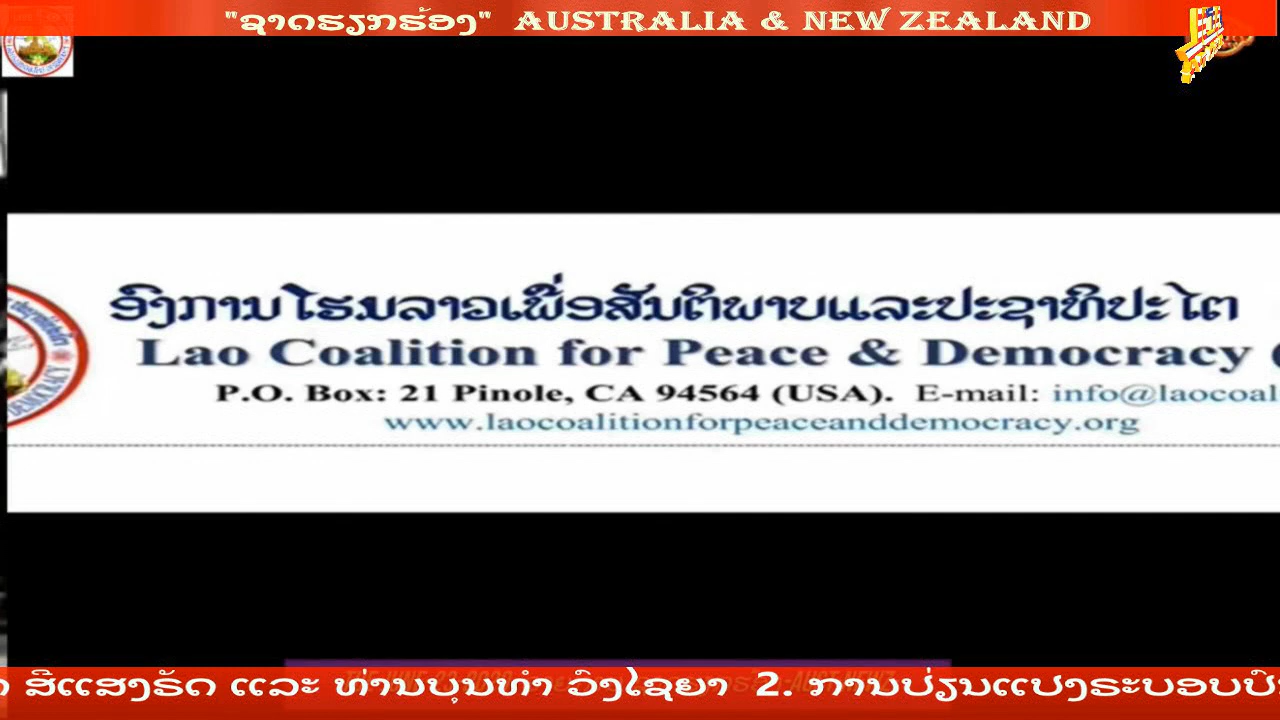 "ຊາດຮຽກຮ້ອງ" AUSTRALIA & NEW ZEALAND
ອົງການໂຮມລາວເພື່ອສັນຕິພາບແລະປະຊາທິປະໄຕ
Lao Coalition for Peace & Democracy
P.O. Box: 21 Pinole, CA 94564 (USA). E-mail: info@laocoal
www.laocoalitionforpeaceanddemocracy.org
DEMOCRACY
ສີແສງຣັດ ແລະ ທ່ານບຸນທຳ ວົງໄຊຍາ 2. ການປ່ຽນແປງຣະບອບປົ